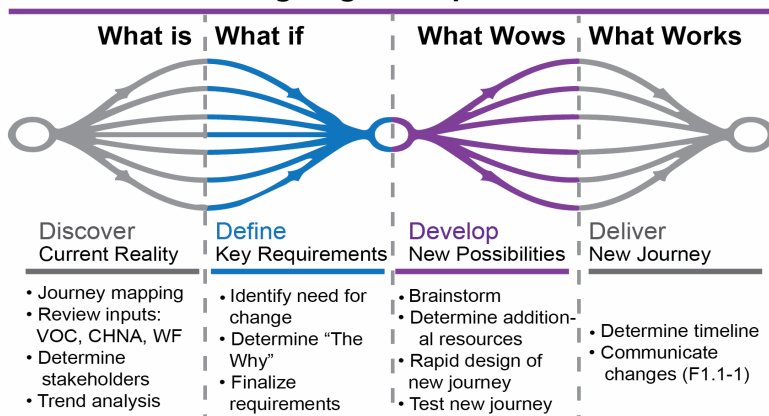 What is
What if
What Wows
What Works
Discover
Current Reality
• Journey mapping
• Review inputs:
VOC, CHNA, WF
• Determine
stakeholders
• Trend analysis
Define
Key Requirements
• Identify need for
change
• Determine “The
Why”
• Finalize
requirements
Develop
New Possibilities
• Brainstorm
• Determine addition-
al resources
• Rapid design of
new journey
• Test new journey
Deliver
New Journey
• Determine timeline
• Communicate
changes (F1.1-1)